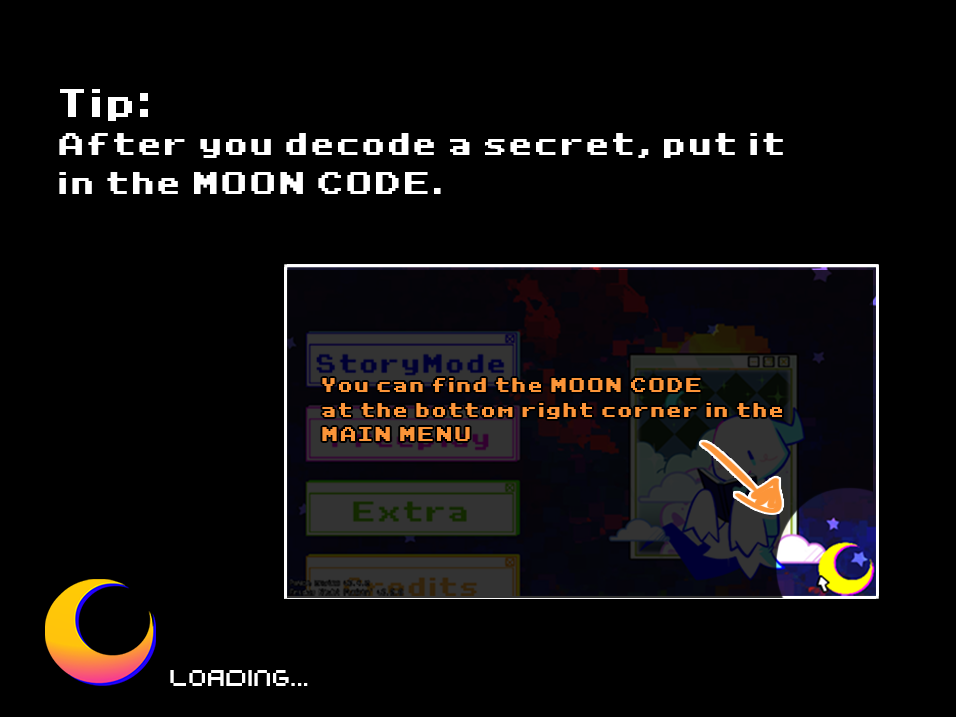 Tip:
After you decode a secret, put it
in the MOON CODE.
StoryMode
You can find the MOON CODE
at the bottom right corner in the
MAIN MENU
Freeplay
Extra
Credits
LOADING...